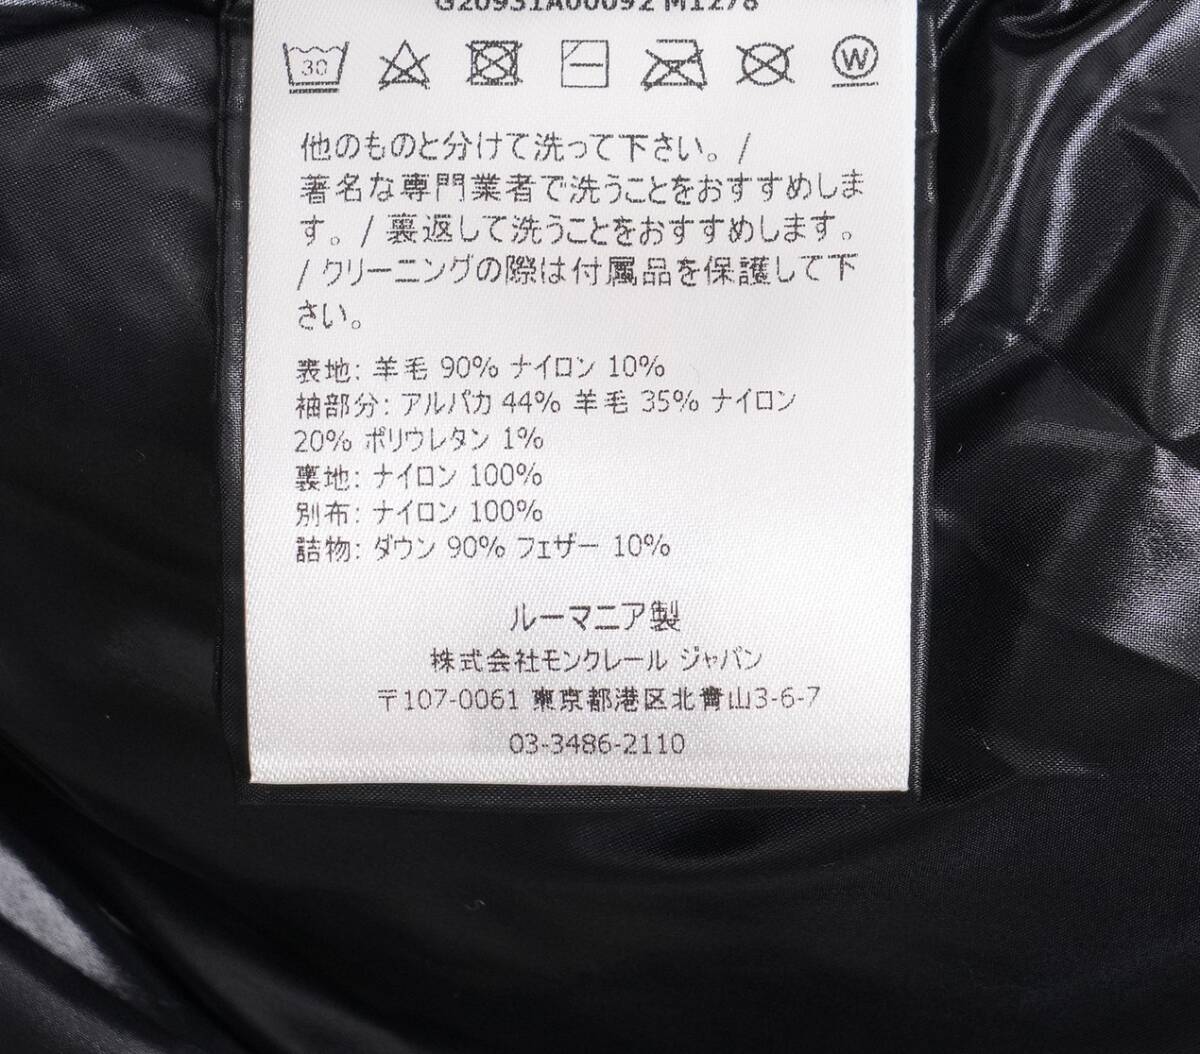 G20931A00092 M1278
30
W
他のものと分けて洗って下さい。/
著名な専門業者で洗うことをおすすめしま
す。/ 裏返して洗うことをおすすめします。
/ クリーニングの際は付属品を保護して下
さい。
表地: 羊毛 90% ナイロン 10%
袖部分: アルパカ 44% 羊毛 35% ナイロン
20% ポリウレタン 1%
裏地: ナイロン 100%
別布: ナイロン 100%
詰物: ダウン 90% フェザー 10%
ルーマニア製
株式会社モンクレール ジャパン
〒107-0061 東京都港区北青山3-6-7
03-3486-2110